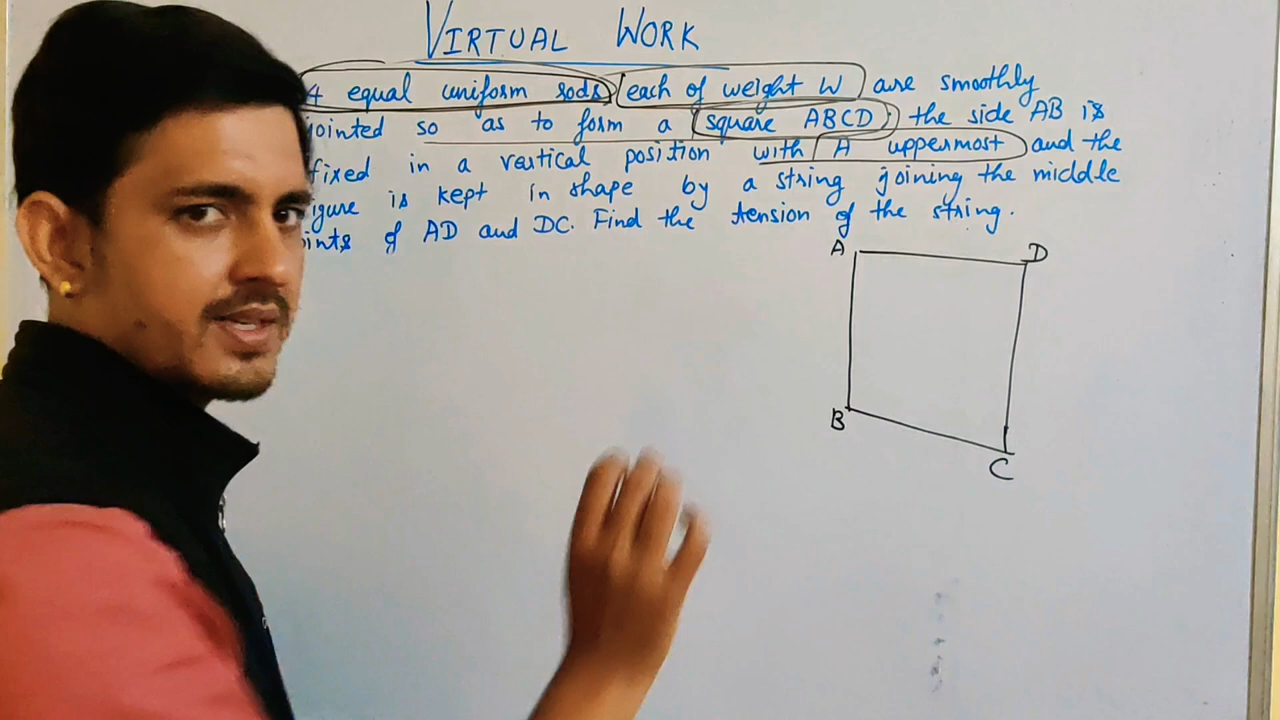 VIRTUAL WORK
4 equal uniform rods each of weight W are smoothly
jointed so as to form a square ABCD, the side AB is
fixed in a vertical position with A uppermost and the
igure is kept in shape by a string joining the middle
ints of AD and DC. Find the tension of the string.
A D
B
C